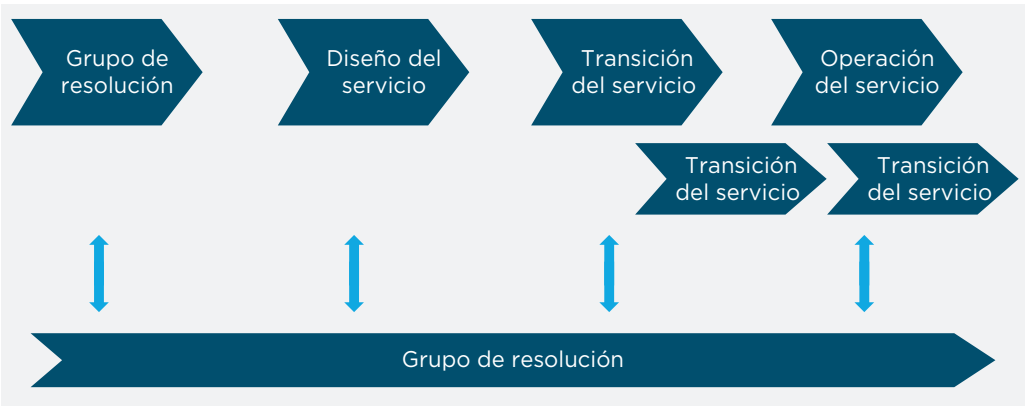 Grupo de
resolución
Diseño del
servicio
Transición
del servicio
Operación
del servicio
Transición
del servicio
Transición
del servicio
Grupo de resolución